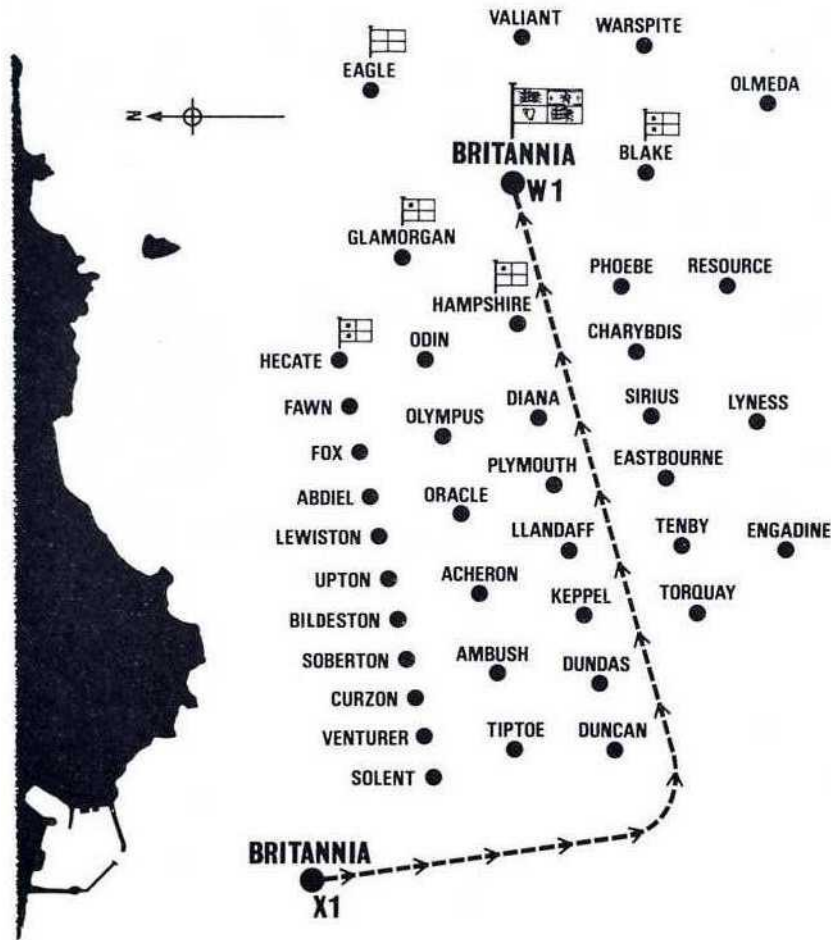 VALIANT
WARSPITE
EAGLE
OLMEDA
N
BRITANNIA
W1
BLAKE
GLAMORGAN
PHOEBE
RESOURCE
HAMPSHIRE
CHARYBDIS
HECATE
ODIN
FAWN
OLYMPUS
DIANA
SIRIUS
LYNESS
FOX
PLYMOUTH
EASTBOURNE
ABDIEL
ORACLE
LEWISTON
LLANDAFF
TENBY
ENGADINE
UPTON
ACHERON
KEPPEL
TORQUAY
BILDESTON
SOBERTON
AMBUSH
DUNDAS
CURZON
VENTURER
TIPTOE
DUNCAN
SOLENT
BRITANNIA
X1